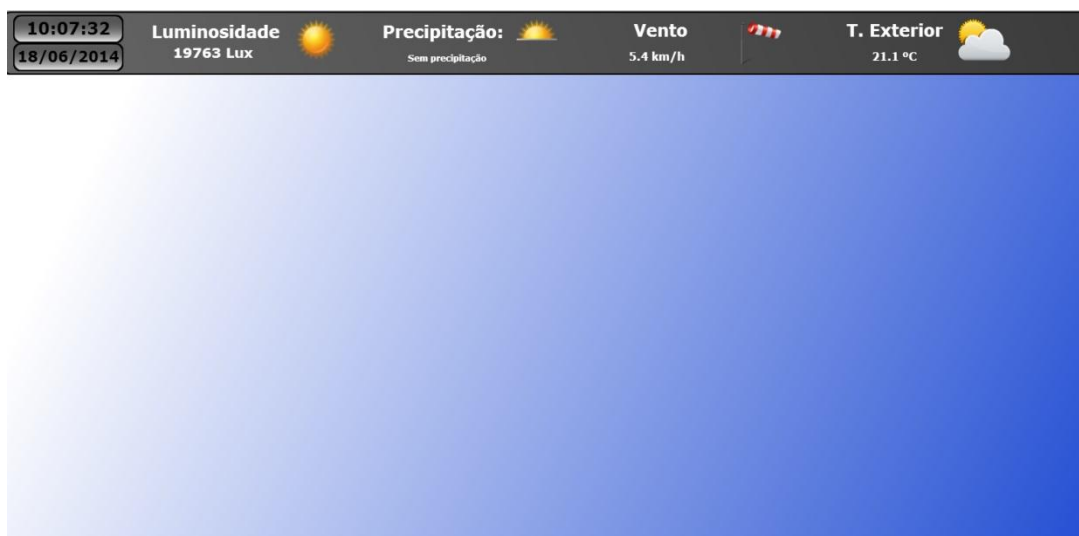 10:07:32
18/06/2014
Luminosidade
19763 Lux
Precipitação:
Sem precipitação
Vento
5.4 km/h
T. Exterior
21.1 ºC